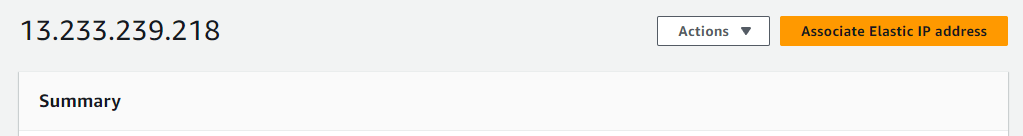 13.233.239.218
Actions
Associate Elastic IP address
Summary